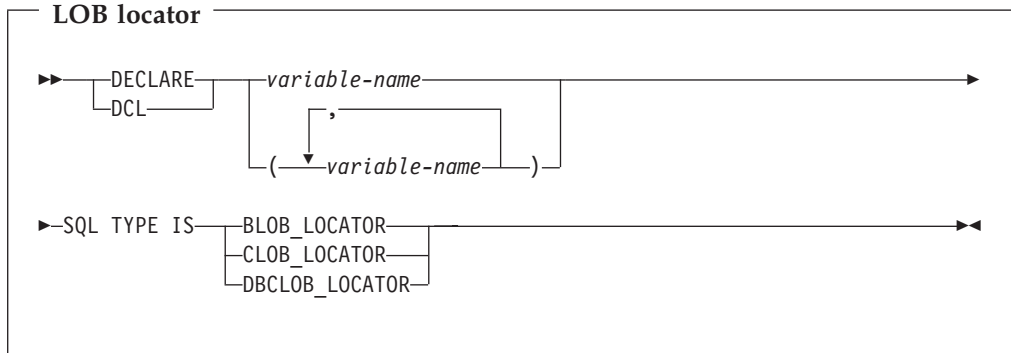 LOB locator
DECLARE variable-name
DCL ,
( variable-name )
SQL TYPE IS BLOB_LOCATOR
CLOB_LOCATOR
DBCLOB_LOCATOR